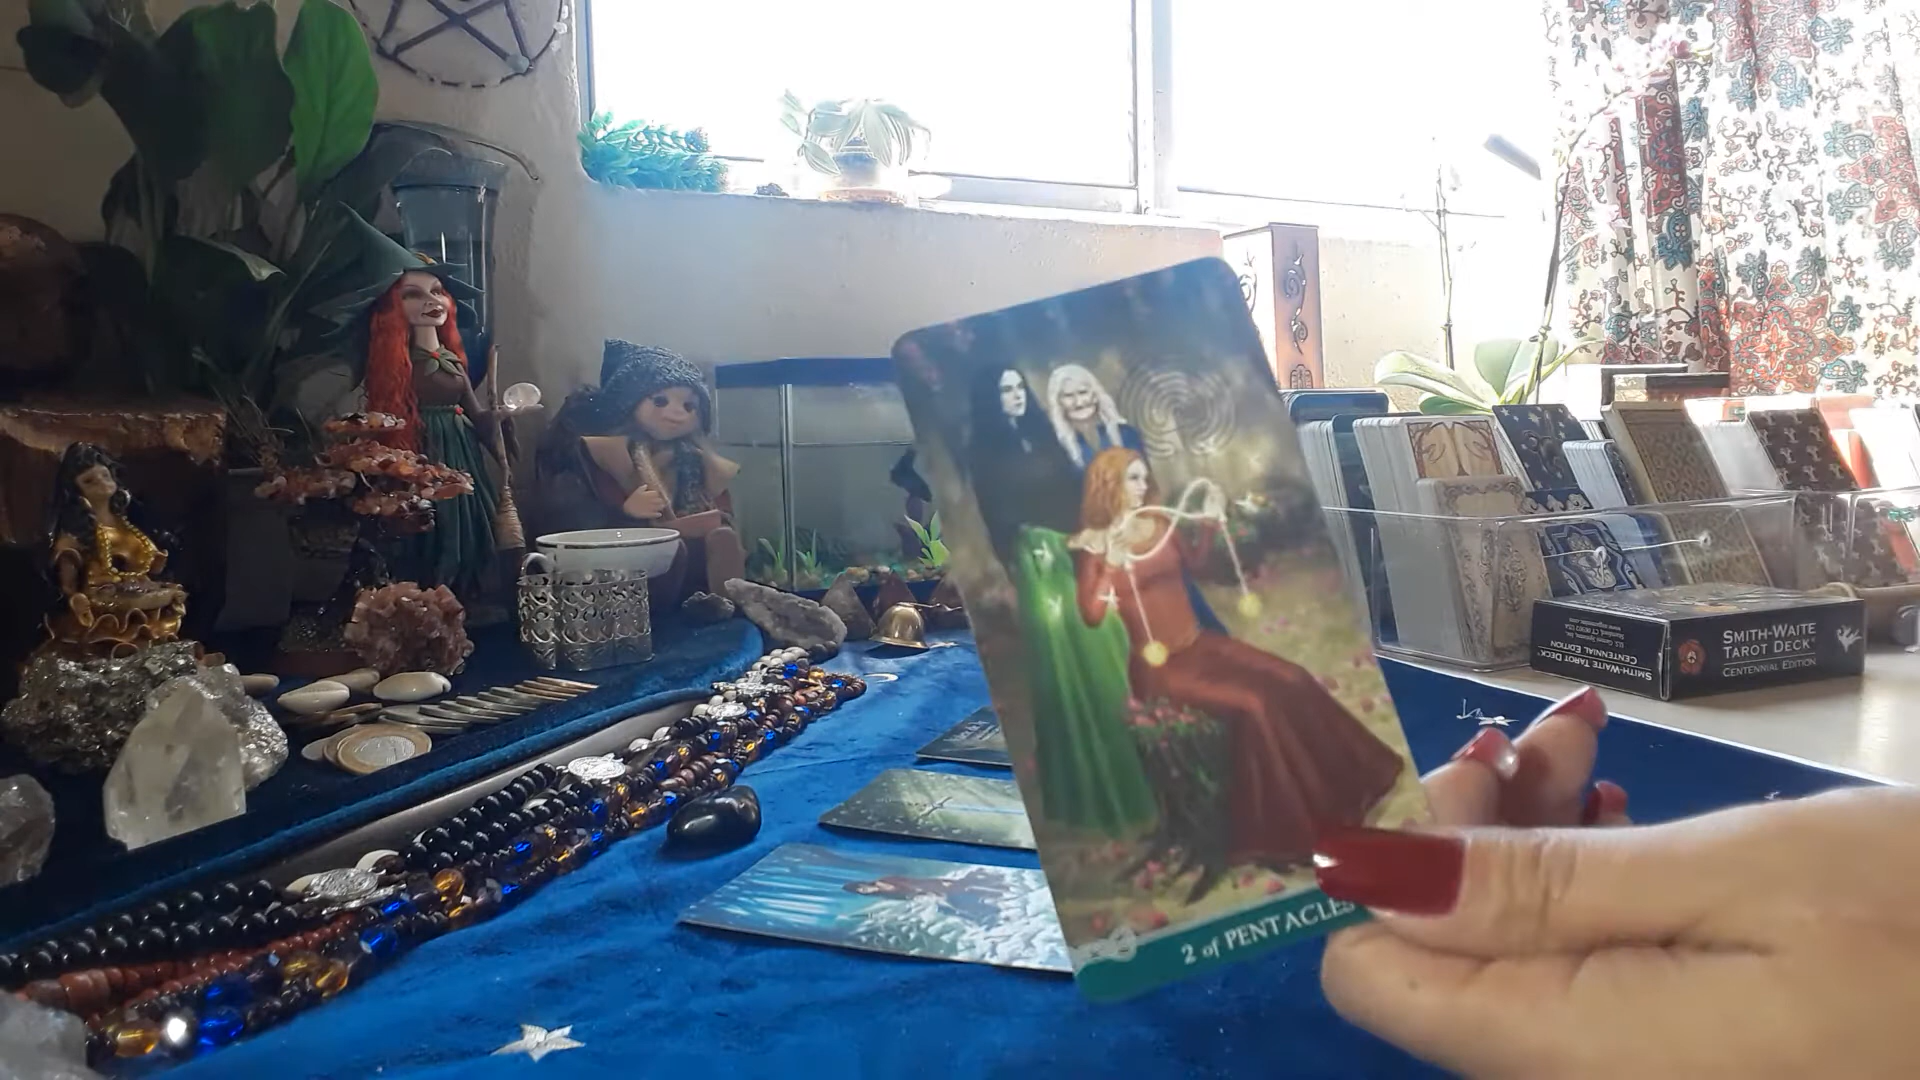 2 of PENTACLES
SMITH-WAITE
TAROT DECK®
CENTENNIAL EDITION
SMITH-WAITE TAROT DECK®
CENTENNIAL EDITION